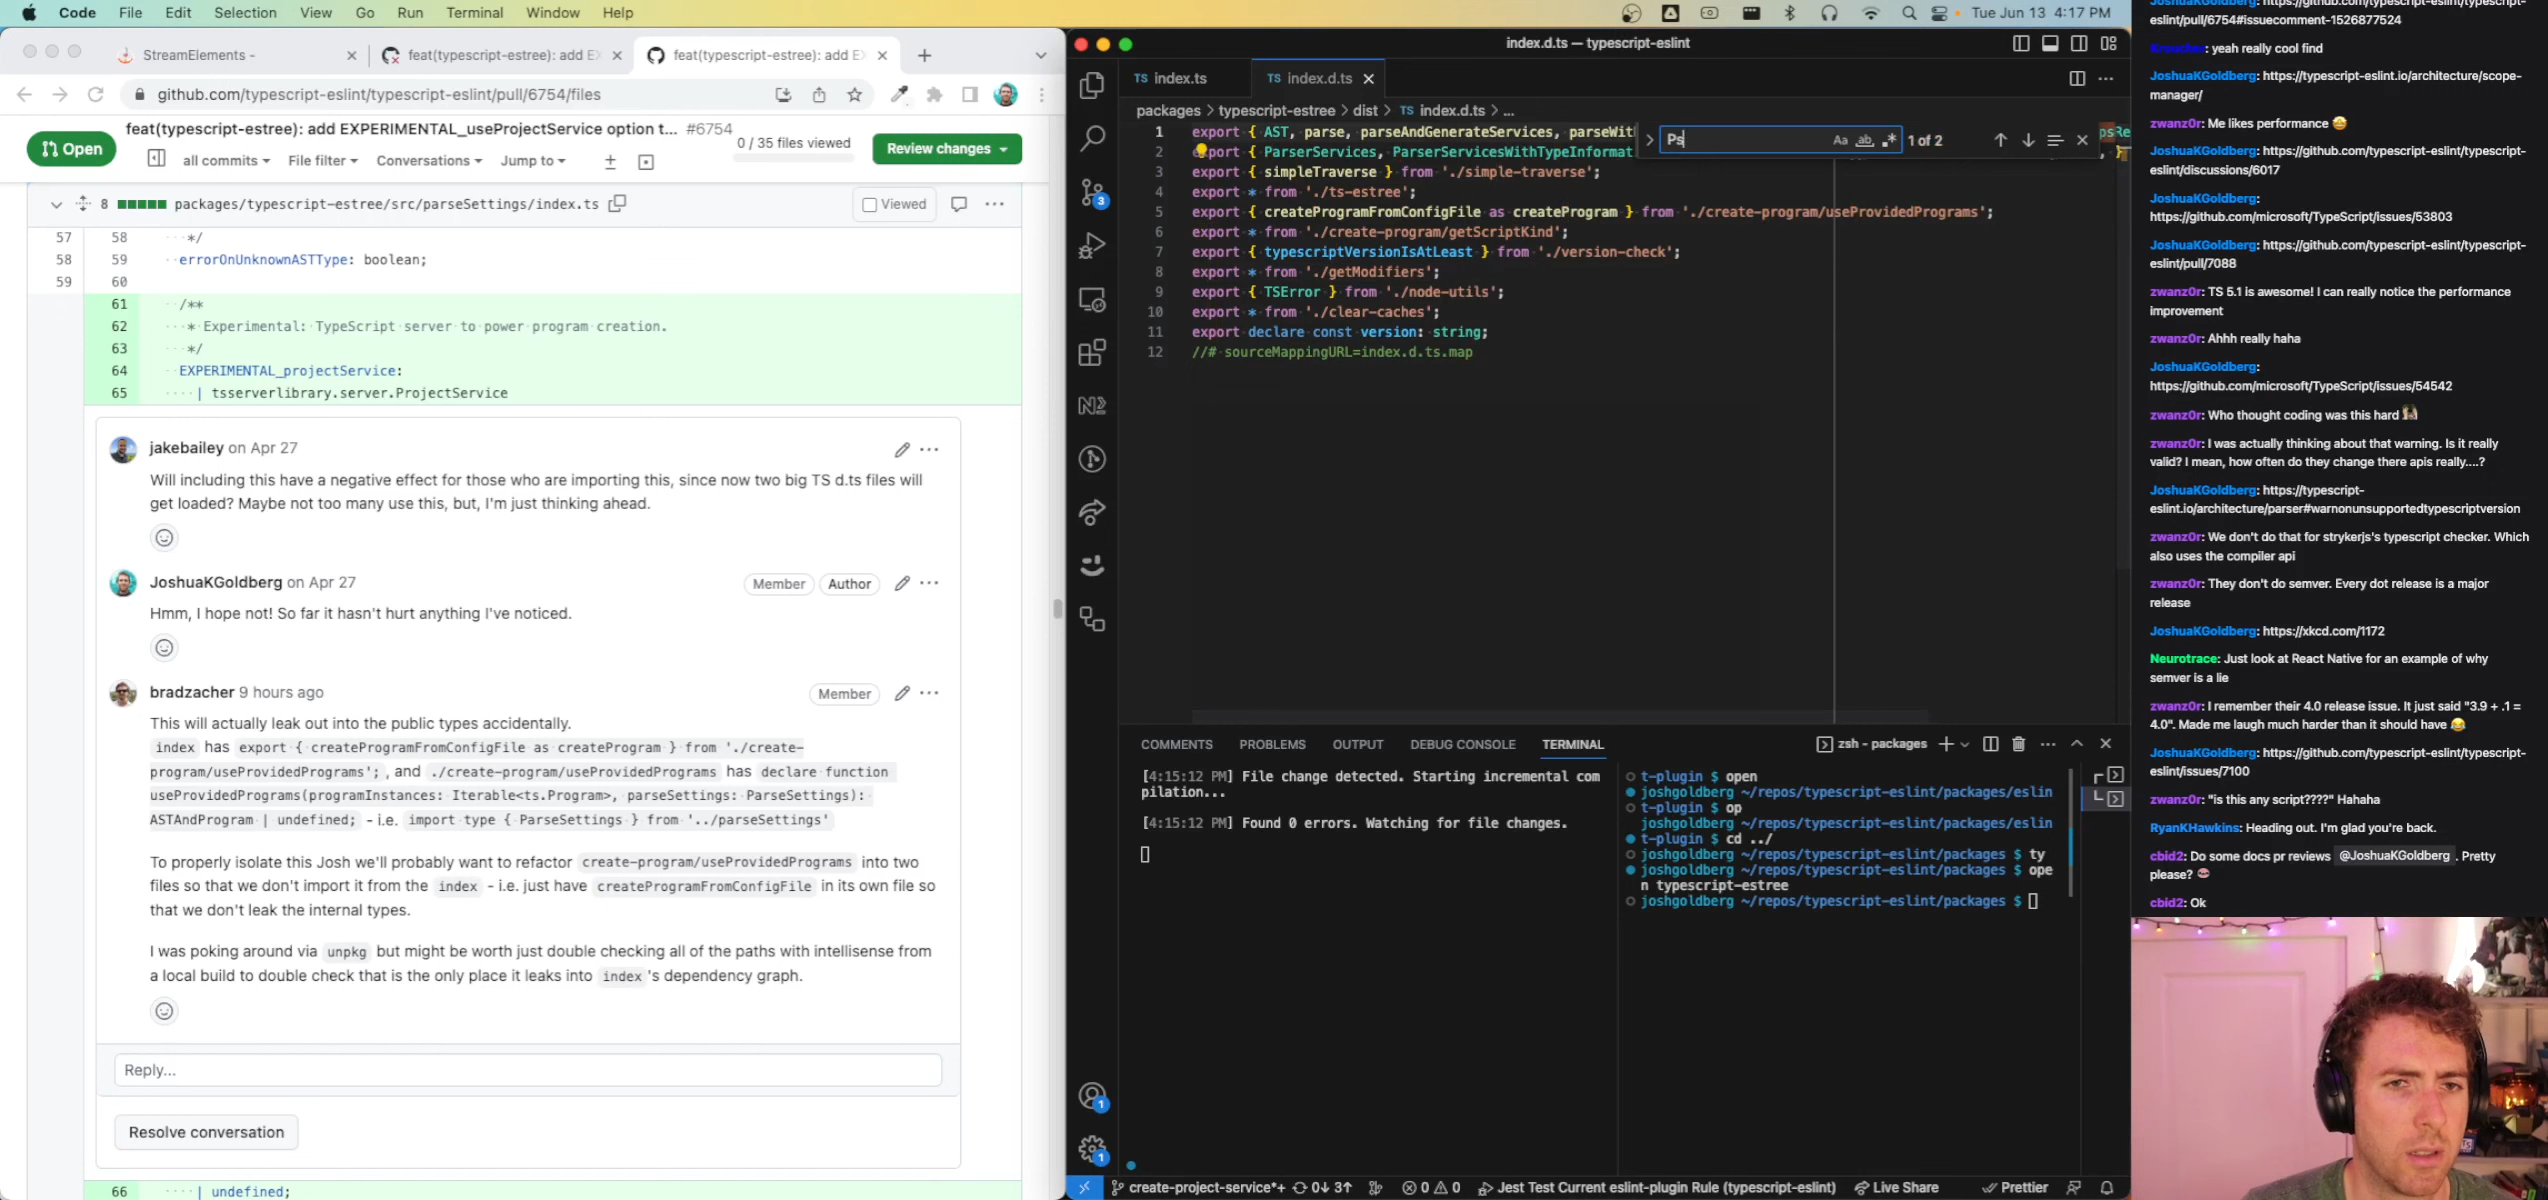 Code File Edit Selection View Go Run Terminal Window Help
Tue Jun 13 4:17 PM
StreamElements -
feat(typescript-estree): add EX
feat(typescript-estree): add EX
github.com/typescript-eslint/typescript-eslint/pull/6754/files
Open
feat(typescript-estree): add EXPERIMENTAL_useProjectService option t... #6754
all commits File filter Conversations Jump to
0 / 35 files viewed
Review changes
8 packages/typescript-estree/src/parseSettings/index.ts
Viewed
57 58 */
58 59 errorOnUnknownASTType: boolean;
59 60
61 /**
62 * Experimental: TypeScript server to power program creation.
63 */
64 EXPERIMENTAL_projectService:
65 | tsserverlibrary.server.ProjectService
jakebailey on Apr 27
Will including this have a negative effect for those who are importing this, since now two big TS d.ts files will
get loaded? Maybe not too many use this, but, I'm just thinking ahead.
JoshuaKGoldberg on Apr 27
Member Author
Hmm, I hope not! So far it hasn't hurt anything I've noticed.
bradzacher 9 hours ago
Member
This will actually leak out into the public types accidentally.
index has export { createProgramFromConfigFile as createProgram } from './create-
program/useProvidedPrograms'; , and ./create-program/useProvidedPrograms has declare function
useProvidedPrograms(programInstances: Iterable<ts.Program>, parseSettings: ParseSettings):
ASTAndProgram | undefined; - i.e. import type { ParseSettings } from '../parseSettings'
To properly isolate this Josh we'll probably want to refactor create-program/useProvidedPrograms into two
files so that we don't import it from the index - i.e. just have createProgramFromConfigFile in its own file so
that we don't leak the internal types.
I was poking around via unpkg but might be worth just double checking all of the paths with intellisense from
a local build to double check that is the only place it leaks into index 's dependency graph.
Reply...
Resolve conversation
66 | undefined;
index.d.ts — typescript-eslint
TS index.ts
TS index.d.ts
packages > typescript-estree > dist > TS index.d.ts > ...
Ps
Aa ab 1 of 2
1 export { AST, parse, parseAndGenerateServices, parseWit
psRe
2 export { ParserServices, ParserServicesWithTypeInformat
3 export { simpleTraverse } from './simple-traverse';
4 export * from './ts-estree';
5 export { createProgramFromConfigFile as createProgram } from './create-program/useProvidedPrograms';
6 export * from './create-program/getScriptKind';
7 export { typescriptVersionIsAtLeast } from './version-check';
8 export * from './getModifiers';
9 export { TSError } from './node-utils';
10 export * from './clear-caches';
11 export declare const version: string;
12 //# sourceMappingURL=index.d.ts.map
3
COMMENTS PROBLEMS OUTPUT DEBUG CONSOLE TERMINAL
zsh - packages
[4:15:12 PM] File change detected. Starting incremental com
pilation...
[4:15:12 PM] Found 0 errors. Watching for file changes.
t-plugin $ open
joshgoldberg ~/repos/typescript-eslint/packages/eslin
t-plugin $ op
joshgoldberg ~/repos/typescript-eslint/packages/eslin
t-plugin $ cd ../
joshgoldberg ~/repos/typescript-eslint/packages $ ty
joshgoldberg ~/repos/typescript-eslint/packages $ ope
n typescript-estree
joshgoldberg ~/repos/typescript-eslint/packages $
1
1
create-project-service*+ 0↓ 3↑ 0 0 Jest Test Current eslint-plugin Rule (typescript-eslint) Live Share Prettier
JoshuaKGoldberg: https://github.com/typescript-eslint/typescript-
eslint/pull/6754#issuecomment-1526877524
: yeah really cool find
JoshuaKGoldberg: https://typescript-eslint.io/architecture/scope-
manager/
zwanz0r: Me likes performance 🤩
JoshuaKGoldberg: https://github.com/typescript-eslint/typescript-
eslint/discussions/6017
JoshuaKGoldberg:
https://github.com/microsoft/TypeScript/issues/53803
JoshuaKGoldberg: https://github.com/typescript-eslint/typescript-
eslint/pull/7088
zwanz0r: TS 5.1 is awesome! I can really notice the performance
improvement
zwanz0r: Ahhh really haha
JoshuaKGoldberg:
https://github.com/microsoft/TypeScript/issues/54542
zwanz0r: Who thought coding was this hard
zwanz0r: I was actually thinking about that warning. Is it really
valid? I mean, how often do they change there apis really....?
JoshuaKGoldberg: https://typescript-
eslint.io/architecture/parser#warnonunsupportedtypescriptversion
zwanz0r: We don't do that for strykerjs's typescript checker. Which
also uses the compiler api
zwanz0r: They don't do semver. Every dot release is a major
release
JoshuaKGoldberg: https://xkcd.com/1172
Neurotrace: Just look at React Native for an example of why
semver is a lie
zwanz0r: I remember their 4.0 release issue. It just said "3.9 + .1 =
4.0". Made me laugh much harder than it should have 😂
JoshuaKGoldberg: https://github.com/typescript-eslint/typescript-
eslint/issues/7100
zwanz0r: "is this any script????" Hahaha
RyanKHawkins: Heading out. I'm glad you're back.
cbid2: Do some docs pr reviews @JoshuaKGoldberg . Pretty
please?
cbid2: Ok